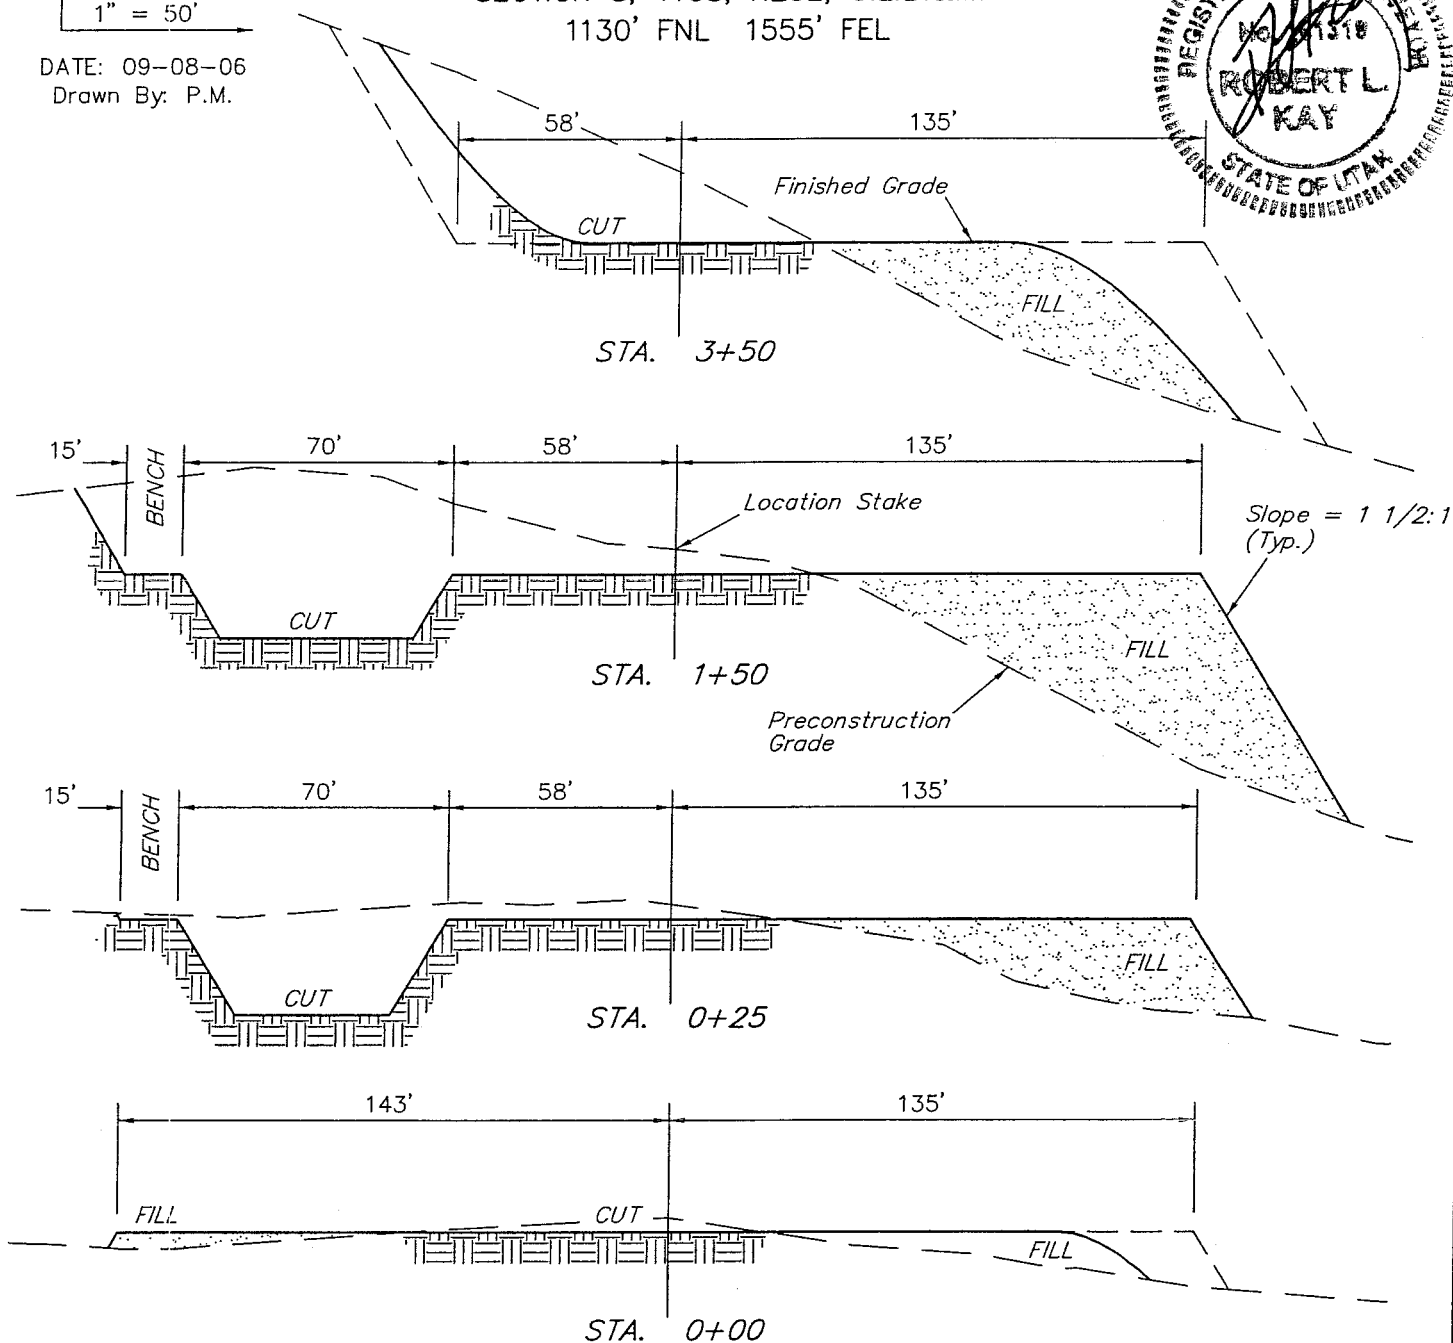 1" = 50'
DATE: 09-08-06
Drawn By: P.M.
1130' FNL 1555' FEL
No.
ROBERT L.
KAY
STATE OF UTAH
58' 135'
Finished Grade
CUT
FILL
STA. 3+50
15' BENCH 70' 58' 135'
Location Stake
Slope = 1 1/2:1
(Typ.)
CUT
FILL
STA. 1+50
Preconstruction
Grade
15' BENCH 70' 58' 135'
CUT
FILL
STA. 0+25
143' 135'
FILL CUT
FILL
STA. 0+00